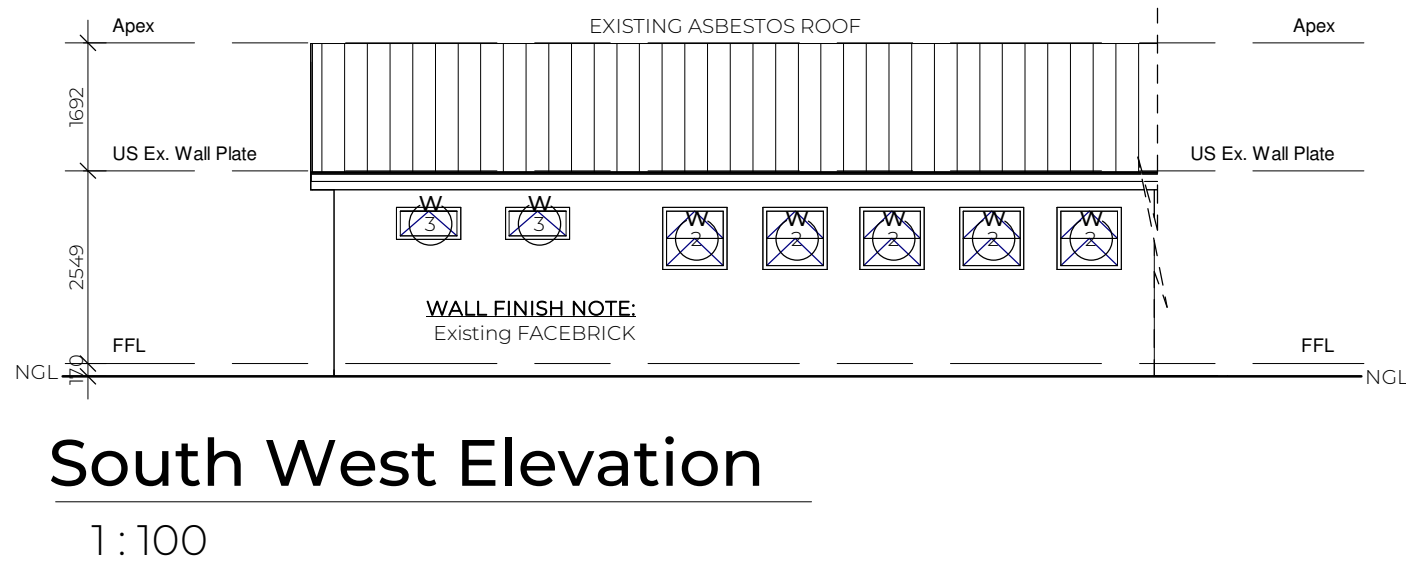 Apex
EXISTING ASBESTOS ROOF
Apex
1692
US Ex. Wall Plate
US Ex. Wall Plate
W
3
W
3
W
2
W
2
W
2
W
2
W
2
2549
WALL FINISH NOTE:
Existing FACEBRICK
FFL
FFL
170
NGL
NGL
South West Elevation
1 : 100